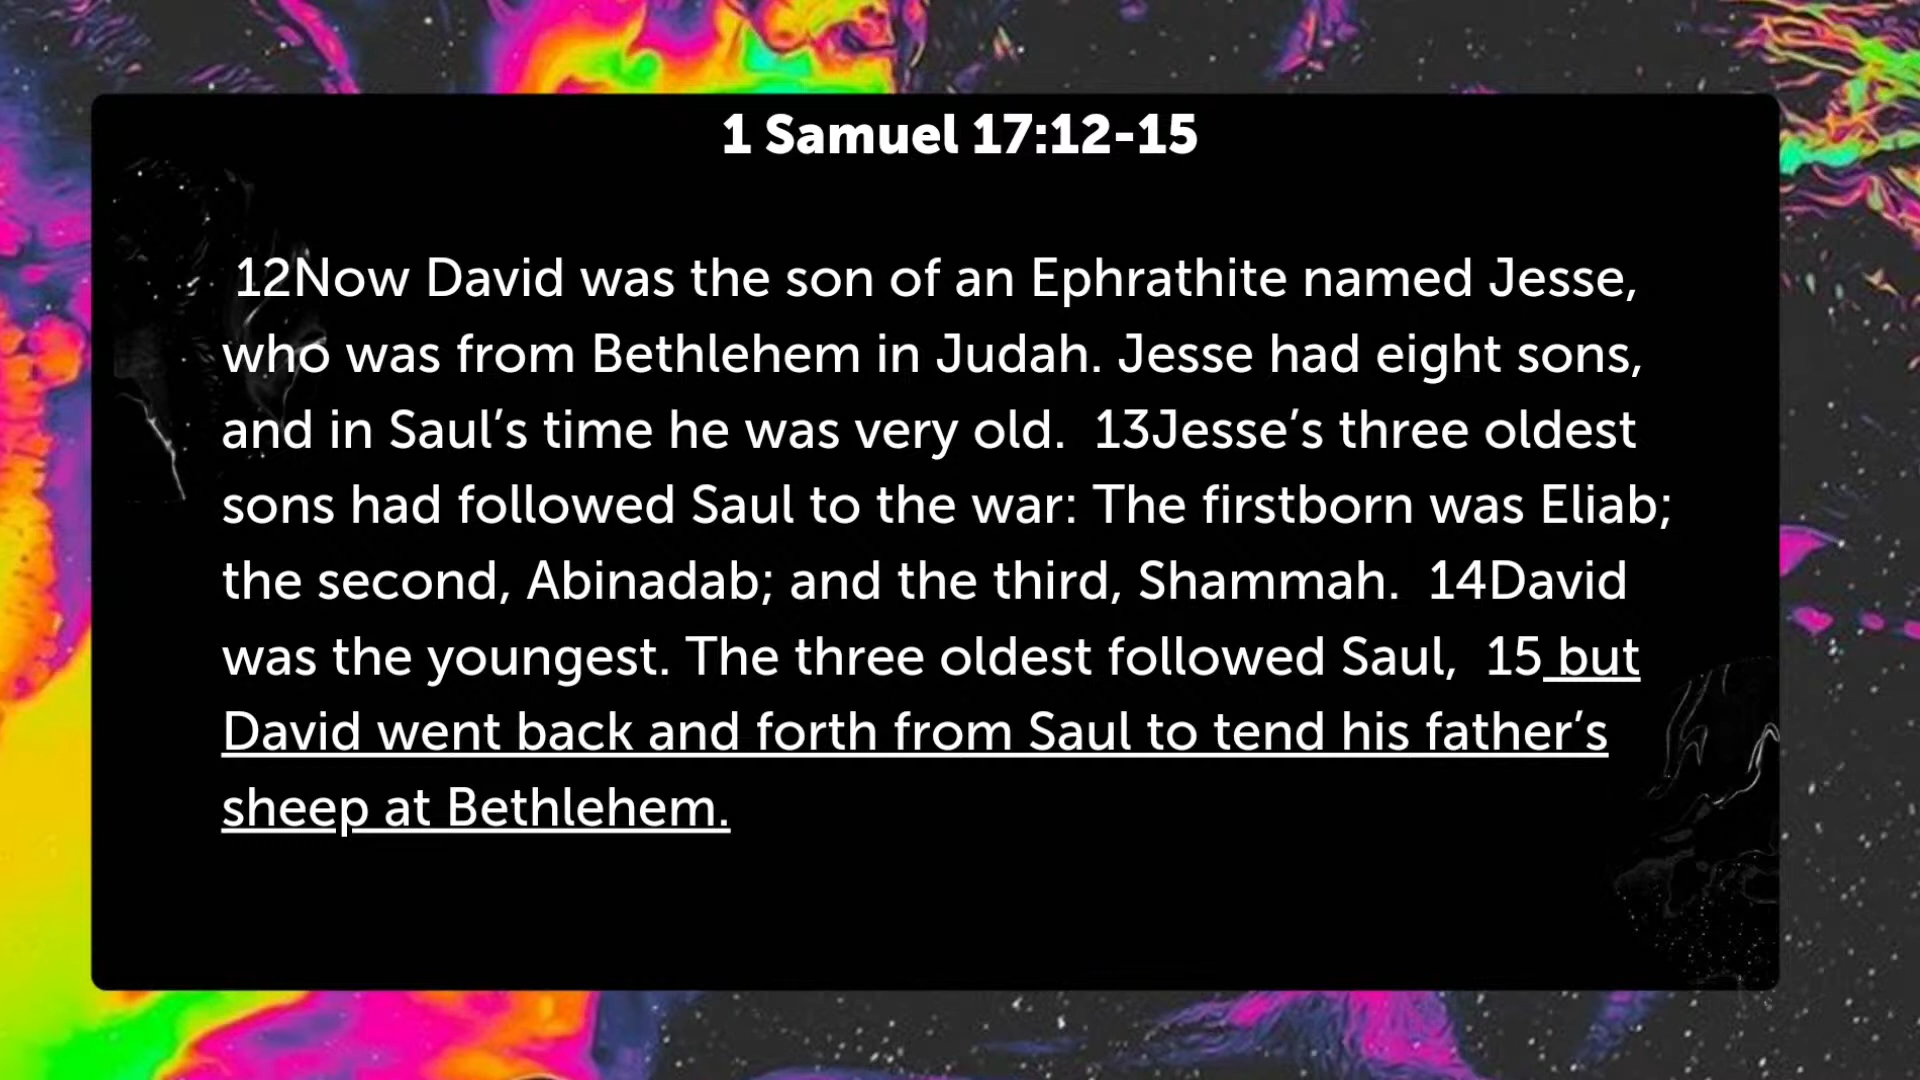 1 Samuel 17:12-15
12Now David was the son of an Ephrathite named Jesse,
who was from Bethlehem in Judah. Jesse had eight sons,
and in Saul’s time he was very old.  13Jesse’s three oldest
sons had followed Saul to the war: The firstborn was Eliab;
the second, Abinadab; and the third, Shammah.  14David
was the youngest. The three oldest followed Saul,  15 but
David went back and forth from Saul to tend his father’s
sheep at Bethlehem.